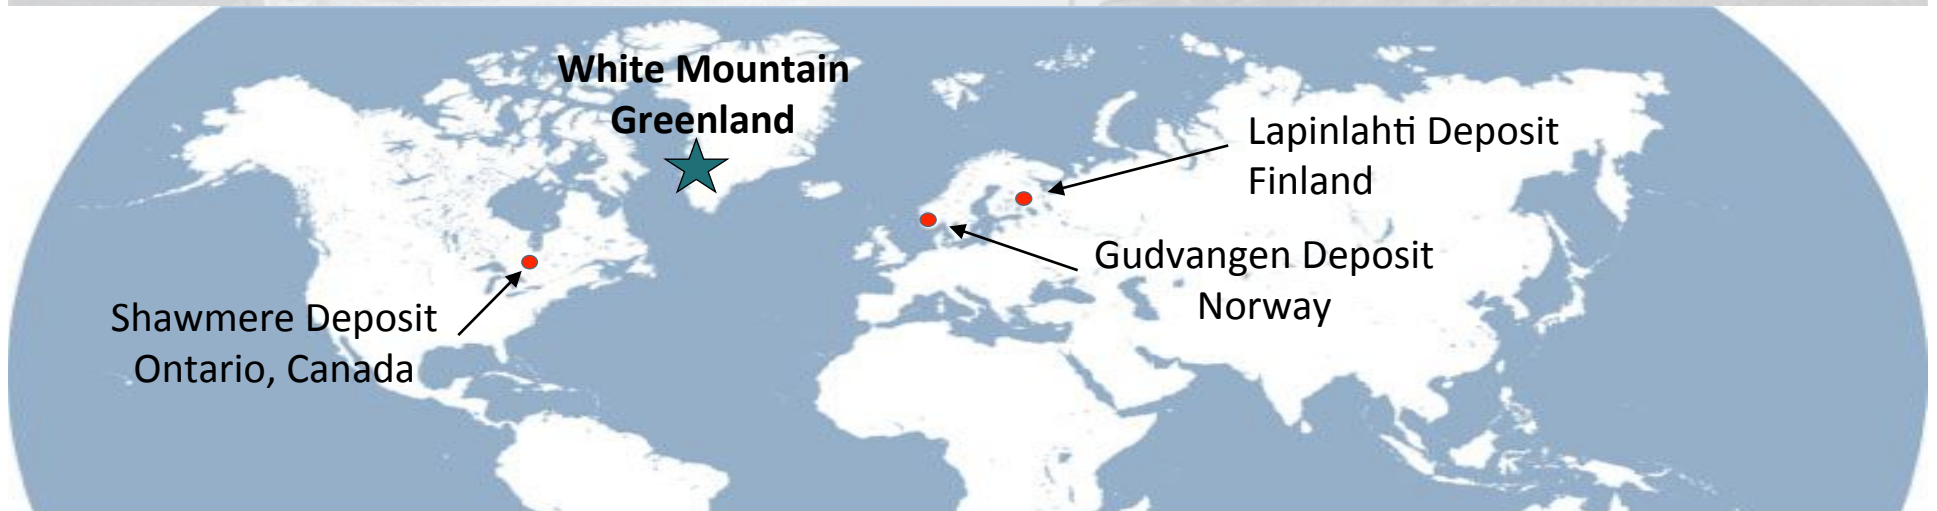 White Mountain
Greenland
Lapinlahti Deposit
Finland
Gudvangen Deposit
Norway
Shawmere Deposit
Ontario, Canada